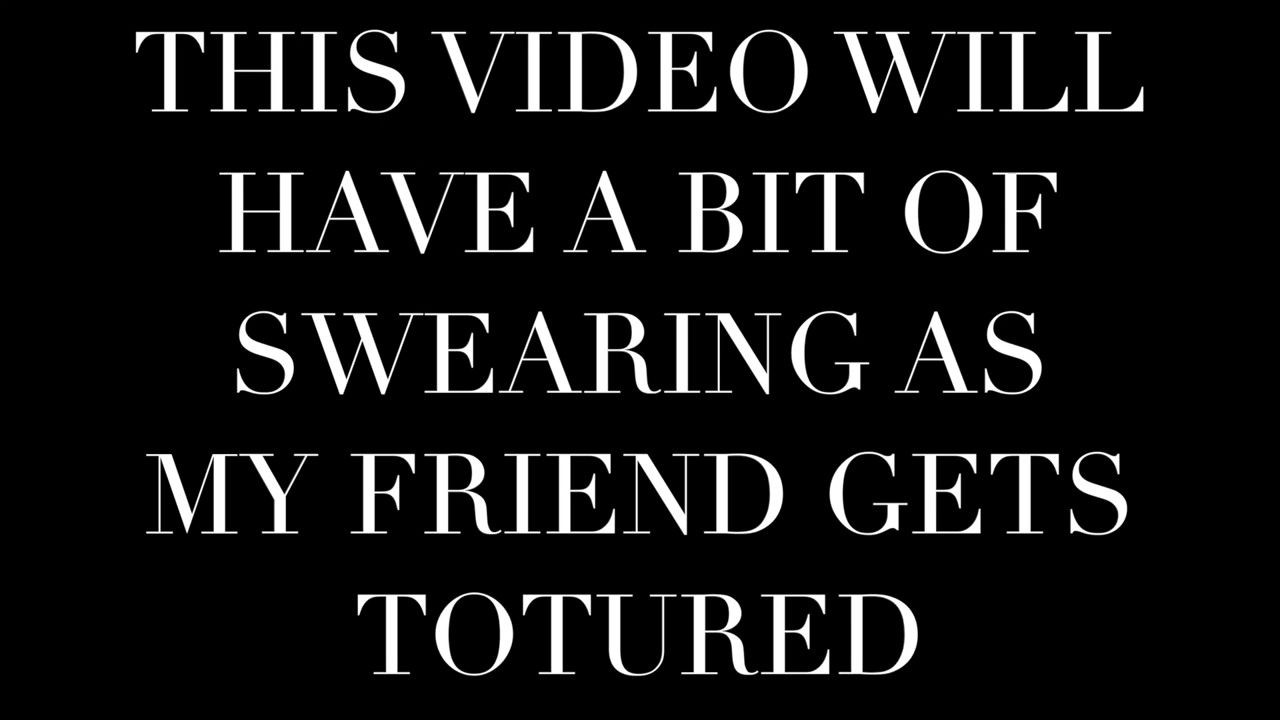 THIS VIDEO WILL
HAVE A BIT OF
SWEARING AS
MY FRIEND GETS
TOTURED